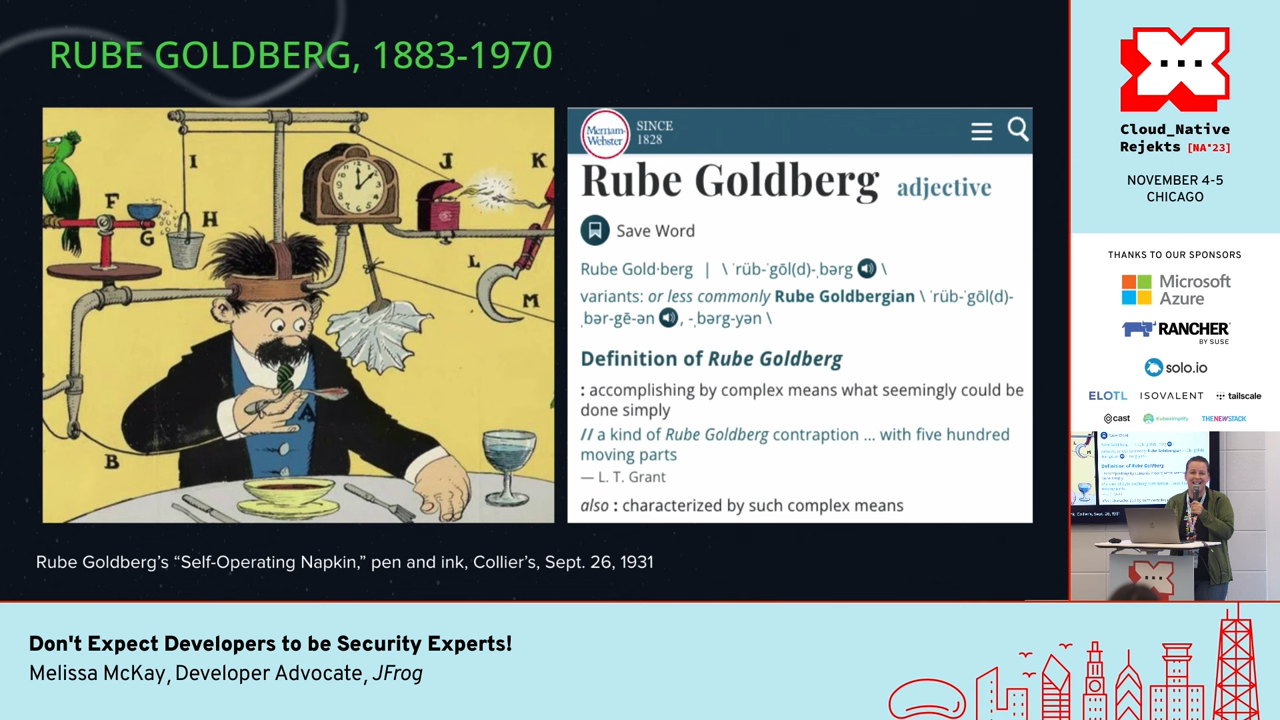 RUBE GOLDBERG, 1883-1970
I
J
K
F
G
H
L
M
A
B
Merriam-Webster
SINCE
1828
Rube Goldberg adjective
Save Word
Rube Gold·berg | \ ˈrüb-ˈgōl(d)-ˌbərg \
variants: or less commonly Rube Goldbergian \ ˈrüb-ˈgōl(d)-
ˌbər-gē-ən , -ˌbərg-yən \
Definition of Rube Goldberg
: accomplishing by complex means what seemingly could be
done simply
// a kind of Rube Goldberg contraption ... with five hundred
moving parts
— L. T. Grant
also : characterized by such complex means
Rube Goldberg's “Self-Operating Napkin,” pen and ink, Collier's, Sept. 26, 1931
Cloud_Native
Rejekts [NA'23]
NOVEMBER 4-5
CHICAGO
THANKS TO OUR SPONSORS
Microsoft
Azure
RANCHER
BY SUSE
solo.io
ELOTL ISOVALENT tailscale
cast kubesimplify THENEWSTACK
Don't Expect Developers to be Security Experts!
Melissa McKay, Developer Advocate, JFrog